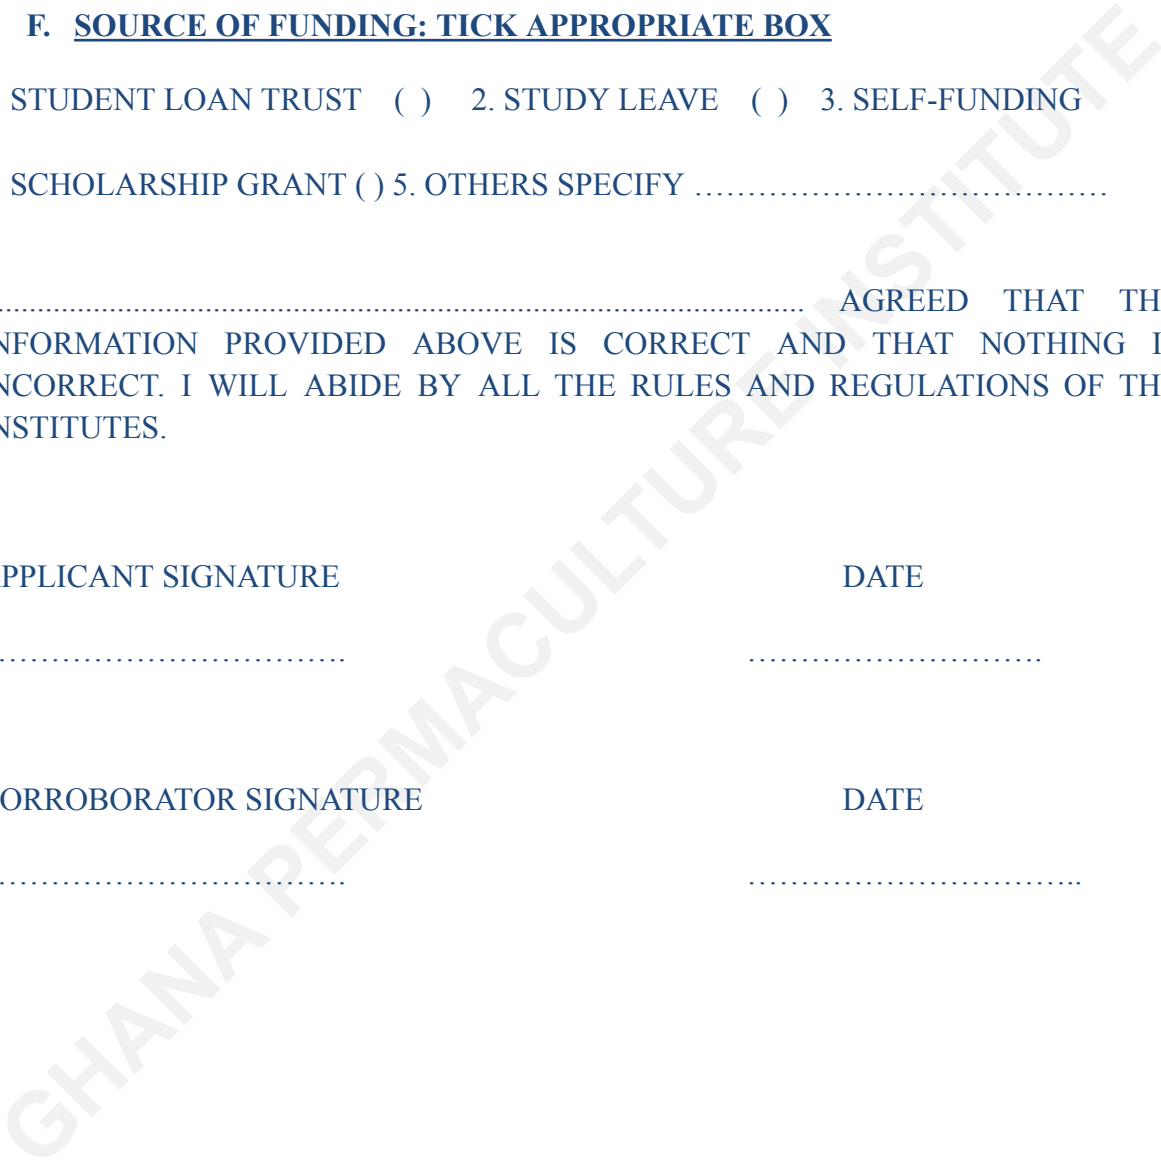 F. SOURCE OF FUNDING: TICK APPROPRIATE BOX
STUDENT LOAN TRUST ( ) 2. STUDY LEAVE ( ) 3. SELF-FUNDING
SCHOLARSHIP GRANT ( ) 5. OTHERS SPECIFY …………………………………
........................................................................................................ AGREED THAT TH
NFORMATION PROVIDED ABOVE IS CORRECT AND THAT NOTHING I
NCORRECT. I WILL ABIDE BY ALL THE RULES AND REGULATIONS OF TH
NSTITUTES.
PPLICANT SIGNATURE DATE
……………………………. ……………………….
ORROBORATOR SIGNATURE DATE
……………………………. …………………………..
GHANA PERMACULTURE INSTITUTE